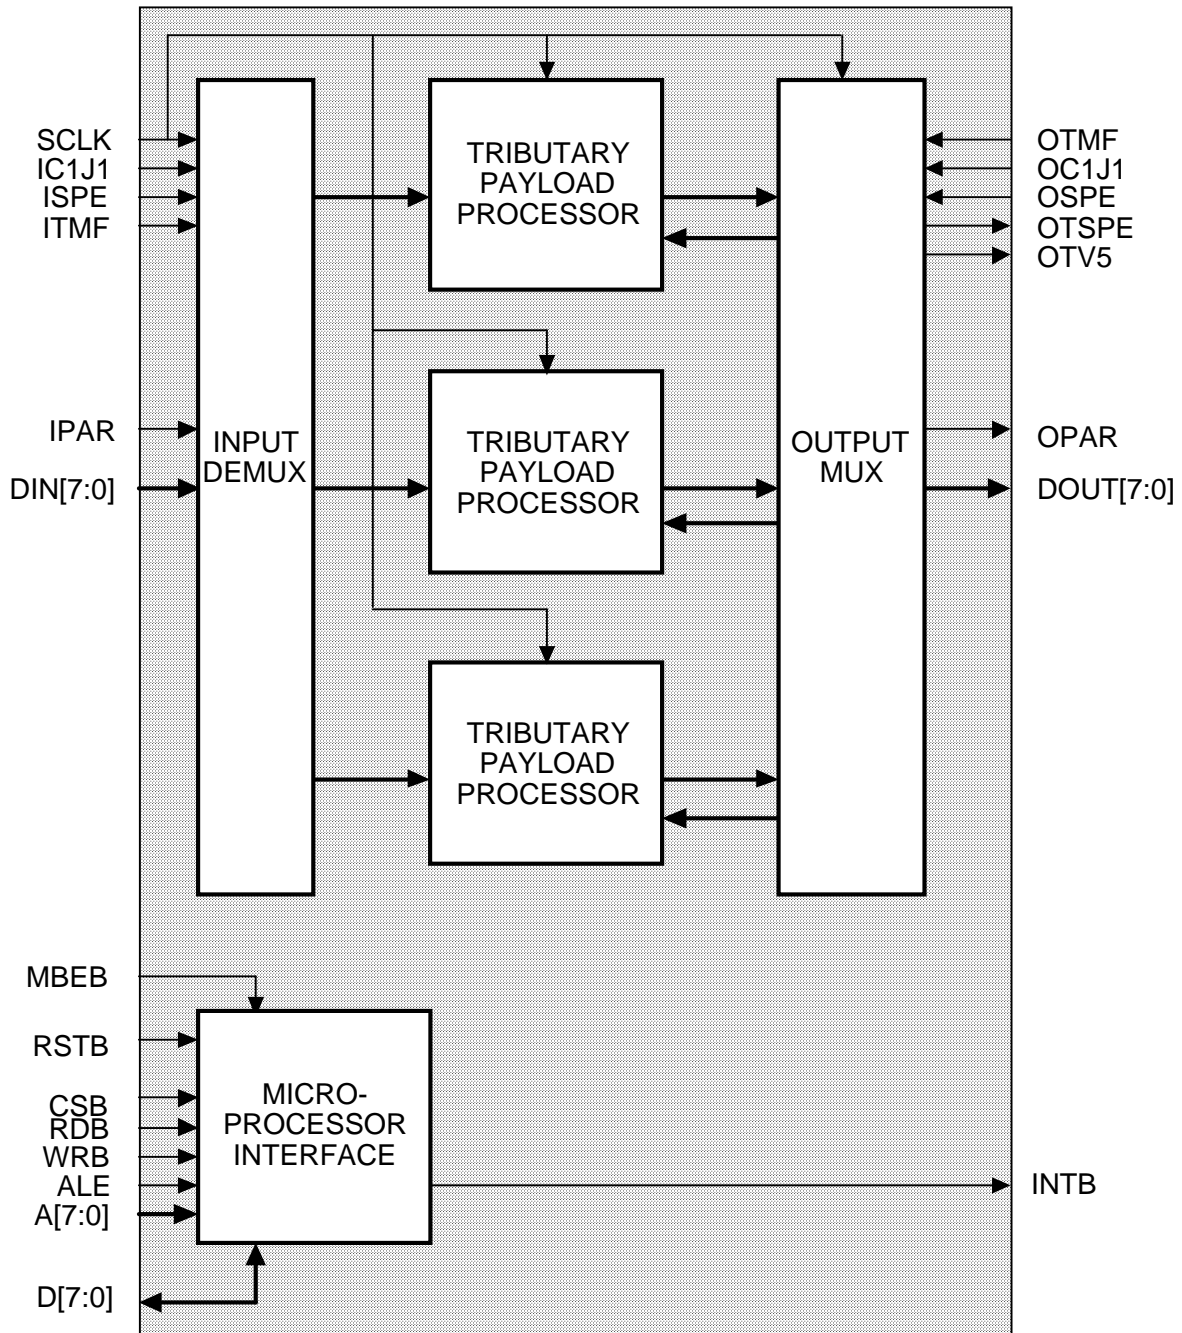 SCLK
IC1J1
ISPE
ITMF
IPAR
DIN[7:0]
INPUT
DEMUX
TRIBUTARY
PAYLOAD
PROCESSOR
TRIBUTARY
PAYLOAD
PROCESSOR
TRIBUTARY
PAYLOAD
PROCESSOR
OUTPUT
MUX
OTMF
OC1J1
OSPE
OTSPE
OTV5
OPAR
DOUT[7:0]
MBEB
RSTB
CSB
RDB
WRB
ALE
A[7:0]
D[7:0]
MICRO-
PROCESSOR
INTERFACE
INTB